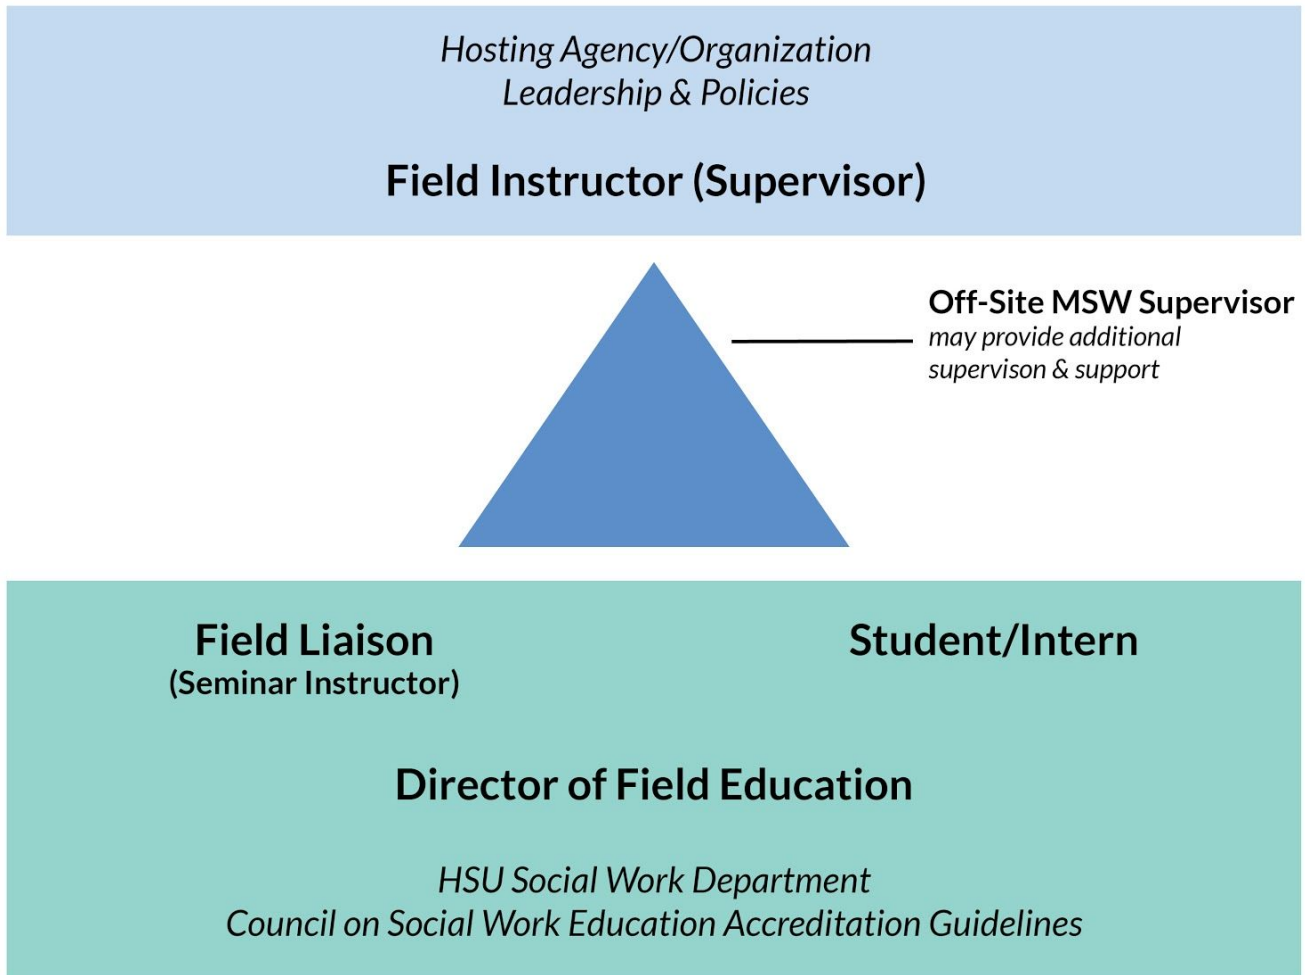 Hosting Agency/Organization
Leadership & Policies
Field Instructor (Supervisor)
Off-Site MSW Supervisor
may provide additional
supervison & support
Field Liaison
(Seminar Instructor)
Student/Intern
Director of Field Education
HSU Social Work Department
Council on Social Work Education Accreditation Guidelines